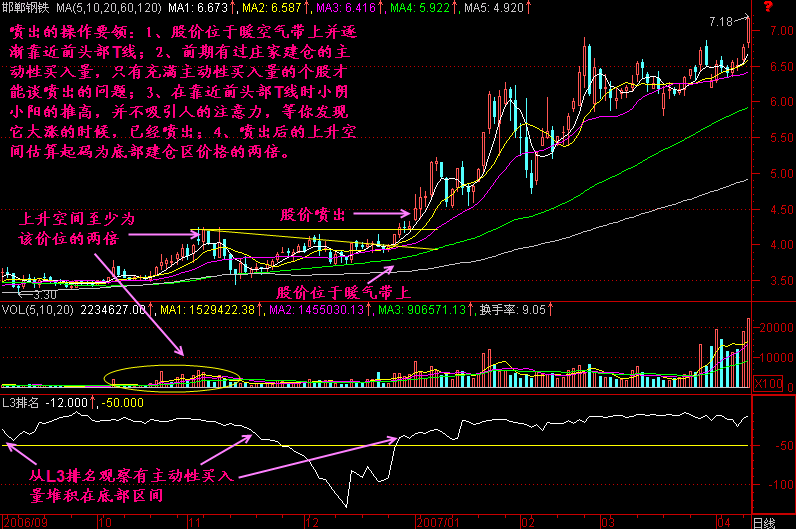 邯郸钢铁 MA(5,10,20,60,120) MA1: 6.673↑, MA2: 6.587↑, MA3: 6.416↑, MA4: 5.922↑, MA5: 4.920↑
?
7.18
喷出的操作要领：1、股价位于暖空气带上并逐
渐靠近前头部T线；2、前期有过庄家建仓的主
动性买入量，只有充满主动性买入量的个股才
能谈喷出的问题；3、在靠近前头部T线时小阴
小阳的推高，并不吸引人的注意力，等你发现
它大涨的时候，已经喷出；4、喷出后的上升空
间估算起码为底部建仓区价格的两倍。
7.00
6.50
6.00
5.50
5.00
4.50
4.00
3.50
上升空间至少为
该价位的两倍
股价喷出
股价位于暖气带上
3.30
VOL(5,10,20) 2234627.00↑, MA1: 1529422.38↑, MA2: 1455030.13↑, MA3: 906571.13↑, 换手率: 9.05↑
20000
10000
X100
L3排名 -12.000↑, -50.000
-50
-100
从L3排名观察有主动性买入
量堆积在底部区间
2006/09 10 11 12 2007/01 02 03 04 日线